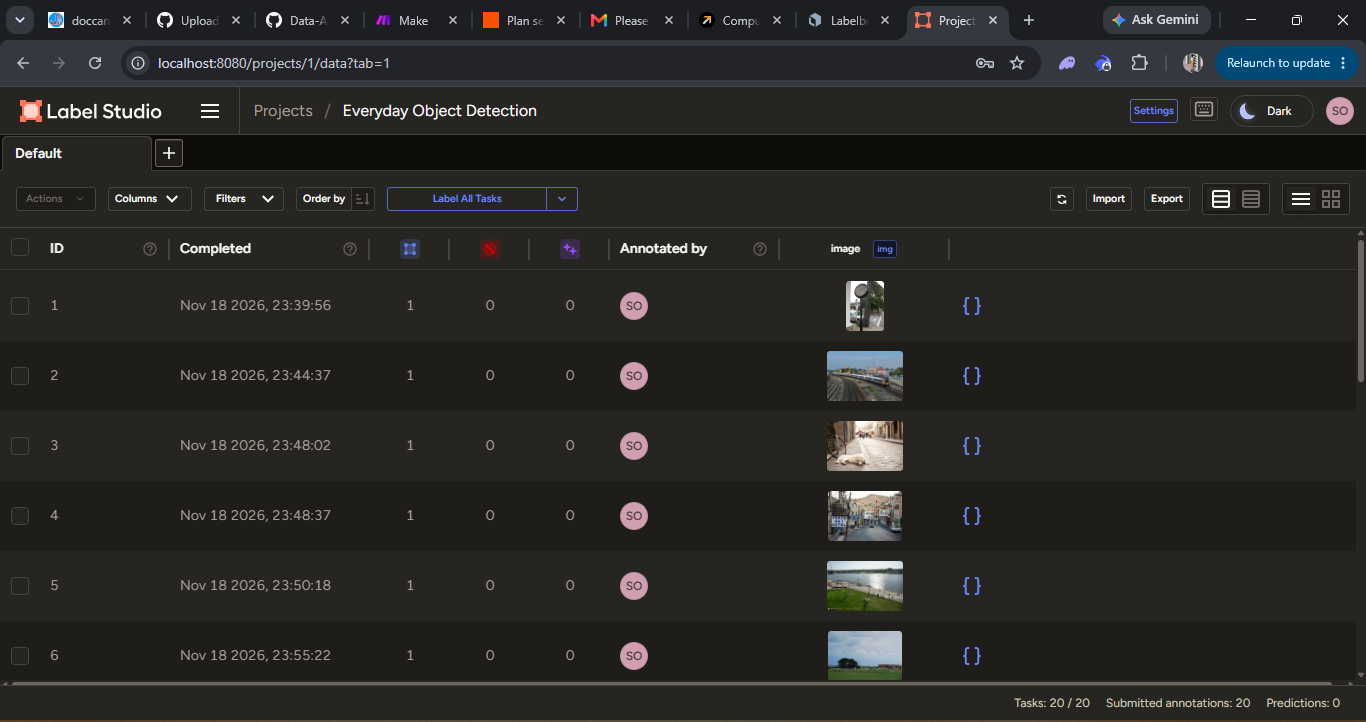 doccan Upload Data-A Make Plan se Please Compu Labelb Project Ask Gemini
localhost:8080/projects/1/data?tab=1 Relaunch to update
Label Studio Projects / Everyday Object Detection Settings Dark SO
Default
Actions Columns Filters Order by Label All Tasks Import Export
ID Completed Annotated by image img
1 Nov 18 2026, 23:39:56 1 0 0 SO {}
2 Nov 18 2026, 23:44:37 1 0 0 SO {}
3 Nov 18 2026, 23:48:02 1 0 0 SO {}
4 Nov 18 2026, 23:48:37 1 0 0 SO {}
5 Nov 18 2026, 23:50:18 1 0 0 SO {}
6 Nov 18 2026, 23:55:22 1 0 0 SO {}
Tasks: 20 / 20 Submitted annotations: 20 Predictions: 0